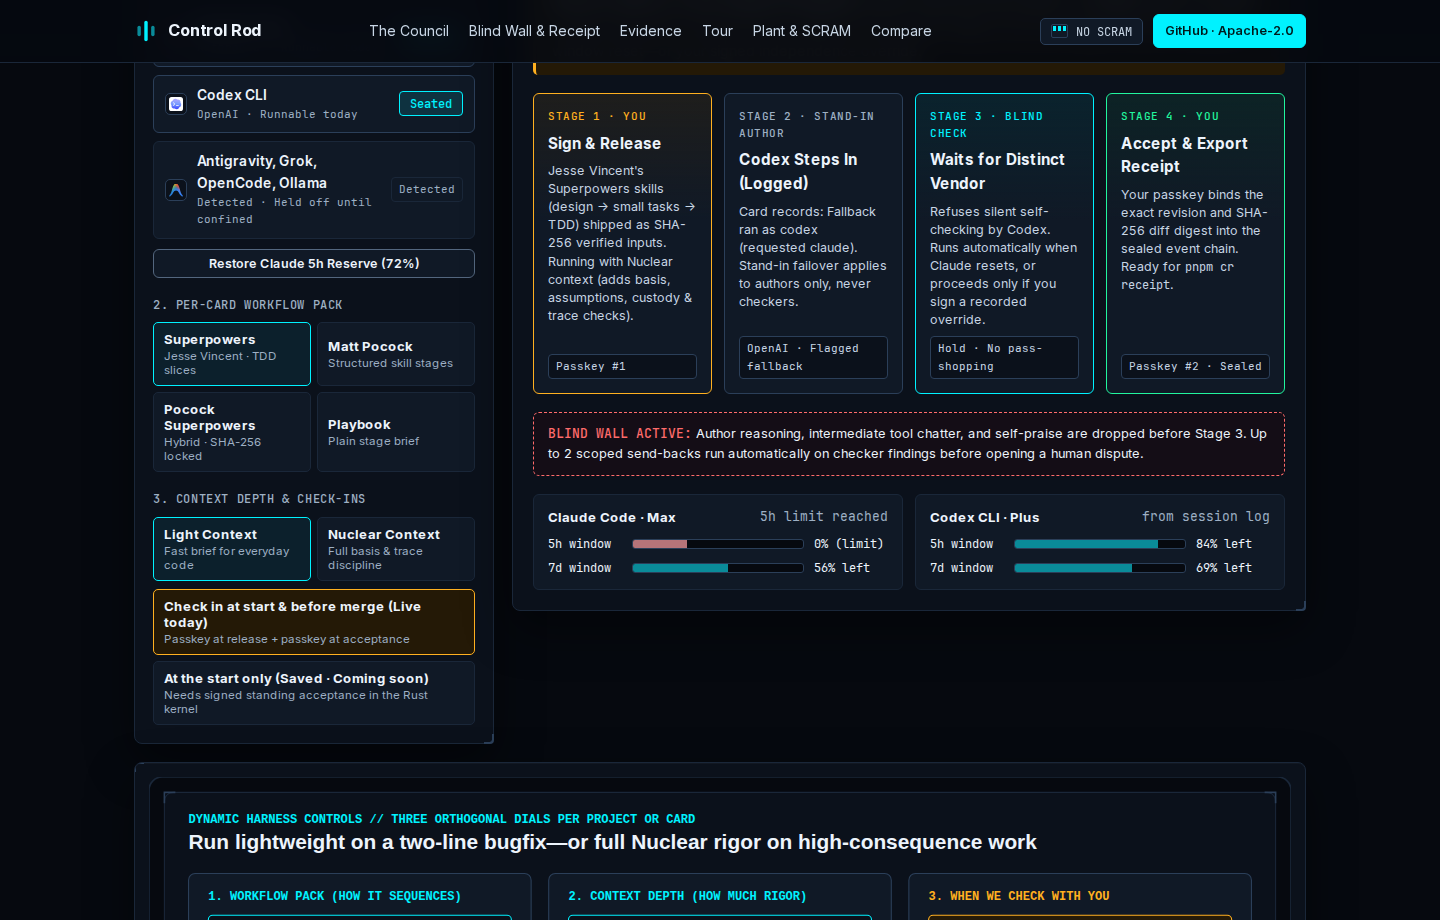 Control Rod
The Council
Blind Wall & Receipt
Evidence
Tour
Plant & SCRAM
Compare
NO SCRAM
GitHub · Apache-2.0
Codex CLI
OpenAI · Runnable today
Seated
Antigravity, Grok,
OpenCode, Ollama
Detected · Held off until
confined
Detected
Restore Claude 5h Reserve (72%)
2. PER-CARD WORKFLOW PACK
Superpowers
Jesse Vincent · TDD
slices
Matt Pocock
Structured skill stages
Pocock
Superpowers
Hybrid · SHA-256
locked
Playbook
Plain stage brief
3. CONTEXT DEPTH & CHECK-INS
Light Context
Fast brief for everyday
code
Nuclear Context
Full basis & trace
discipline
Check in at start & before merge (Live
today)
Passkey at release + passkey at acceptance
At the start only (Saved · Coming soon)
Needs signed standing acceptance in the Rust
kernel
STAGE 1 · YOU
Sign & Release
Jesse Vincent's
Superpowers skills
(design → small tasks →
TDD) shipped as SHA-
256 verified inputs.
Running with Nuclear
context (adds basis,
assumptions, custody &
trace checks).
Passkey #1
STAGE 2 · STAND-IN
AUTHOR
Codex Steps In
(Logged)
Card records: Fallback
ran as codex
(requested claude).
Stand-in failover applies
to authors only, never
checkers.
OpenAI · Flagged
fallback
STAGE 3 · BLIND
CHECK
Waits for Distinct
Vendor
Refuses silent self-
checking by Codex.
Runs automatically when
Claude resets, or
proceeds only if you
sign a recorded
override.
Hold · No pass-
shopping
STAGE 4 · YOU
Accept & Export
Receipt
Your passkey binds the
exact revision and SHA-
256 diff digest into the
sealed event chain.
Ready for pnpm cr
receipt.
Passkey #2 · Sealed
BLIND WALL ACTIVE: Author reasoning, intermediate tool chatter, and self-praise are dropped before Stage 3. Up
to 2 scoped send-backs run automatically on checker findings before opening a human dispute.
Claude Code · Max
5h limit reached
5h window
0% (limit)
7d window
56% left
Codex CLI · Plus
from session log
5h window
84% left
7d window
69% left
DYNAMIC HARNESS CONTROLS // THREE ORTHOGONAL DIALS PER PROJECT OR CARD
Run lightweight on a two-line bugfix—or full Nuclear rigor on high-consequence work
1. WORKFLOW PACK (HOW IT SEQUENCES)
2. CONTEXT DEPTH (HOW MUCH RIGOR)
3. WHEN WE CHECK WITH YOU